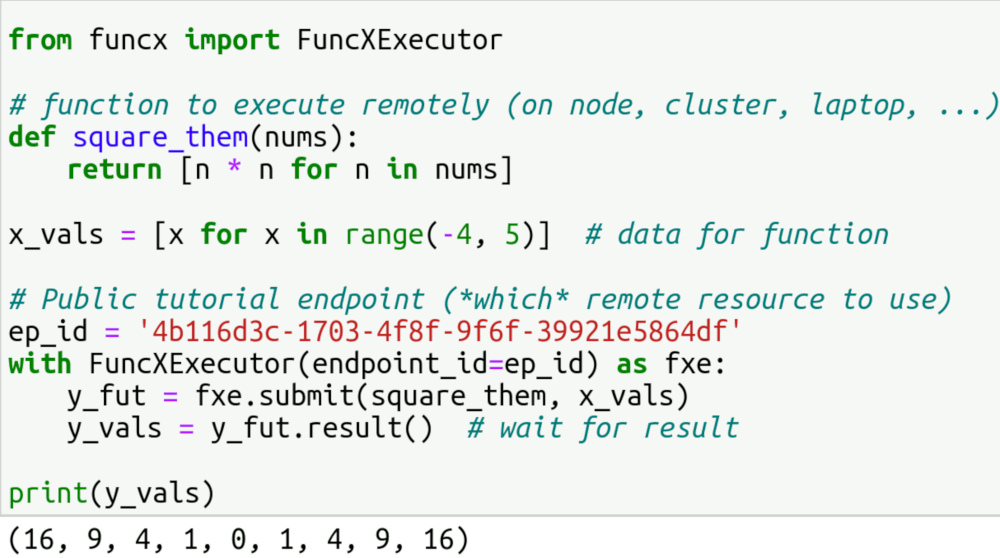 from funcx import FuncXExecutor
# function to execute remotely (on node, cluster, laptop, ...)
def square_them(nums):
    return [n * n for n in nums]
x_vals = [x for x in range(-4, 5)]  # data for function
# Public tutorial endpoint (*which* remote resource to use)
ep_id = '4b116d3c-1703-4f8f-9f6f-39921e5864df'
with FuncXExecutor(endpoint_id=ep_id) as fxe:
    y_fut = fxe.submit(square_them, x_vals)
    y_vals = y_fut.result()  # wait for result
print(y_vals)
(16, 9, 4, 1, 0, 1, 4, 9, 16)